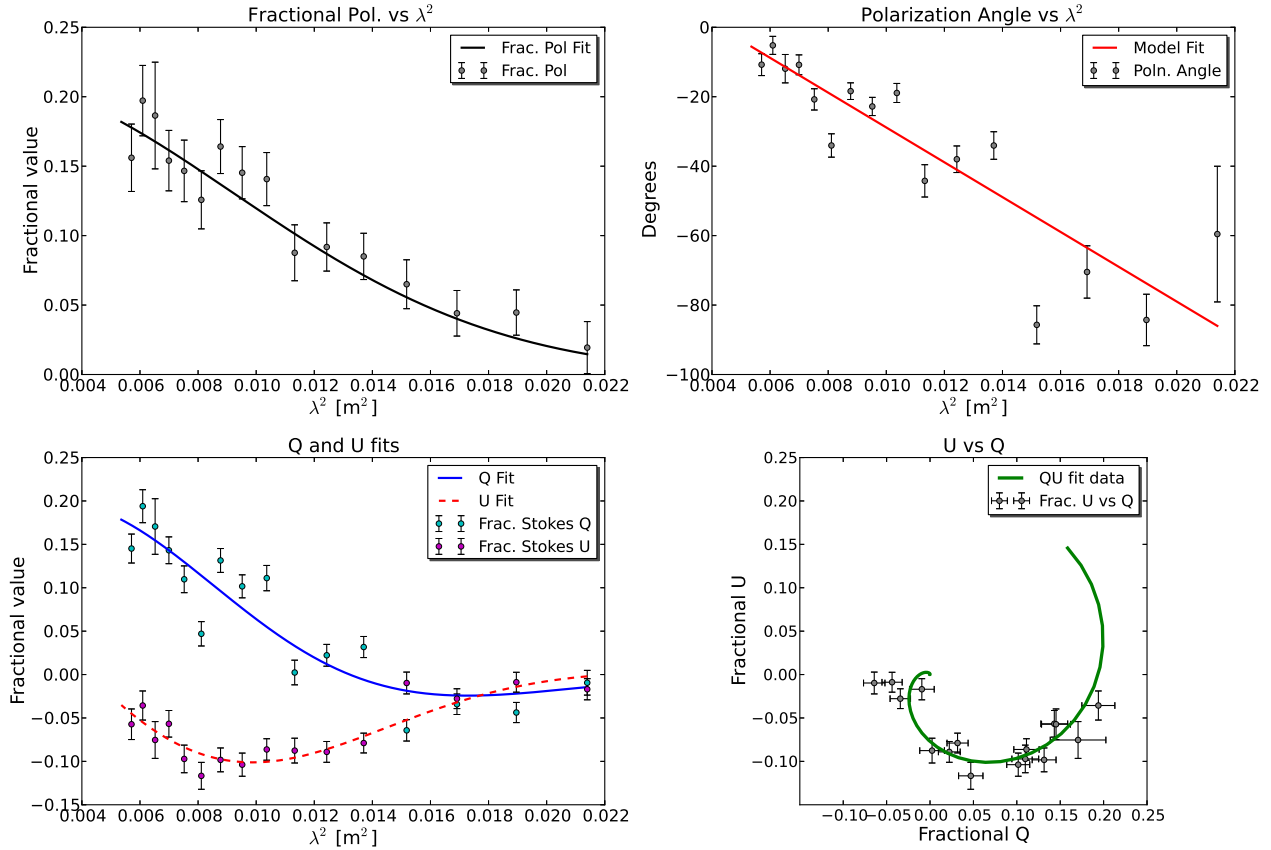 Fractional Pol. vs λ²
0.25
0.20
0.15
0.10
0.05
0.00
Fractional value
Frac. Pol Fit
Frac. Pol
0.004 0.006 0.008 0.010 0.012 0.014 0.016 0.018 0.020 0.022
λ² [m²]
Polarization Angle vs λ²
0
−20
−40
−60
−80
−100
Degrees
Model Fit
Poln. Angle
0.004 0.006 0.008 0.010 0.012 0.014 0.016 0.018 0.020 0.022
λ² [m²]
Q and U fits
0.25
0.20
0.15
0.10
0.05
0.00
−0.05
−0.10
−0.15
Fractional value
Q Fit
U Fit
Frac. Stokes Q
Frac. Stokes U
0.004 0.006 0.008 0.010 0.012 0.014 0.016 0.018 0.020 0.022
λ² [m²]
U vs Q
0.25
0.20
0.15
0.10
0.05
0.00
−0.05
−0.10
Fractional U
QU fit data
Frac. U vs Q
−0.10 −0.05 0.00 0.05 0.10 0.15 0.20 0.25
Fractional Q